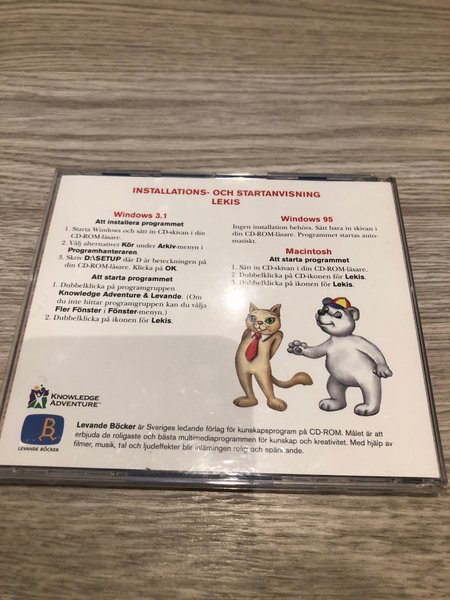 INSTALLATIONS- OCH STARTANVISNING
LEKIS
Windows 3.1
Att installera programmet
1. Starta Windows och sätt in CD-skivan i din
CD-ROM-läsare.
2. Välj alternativet Kör under Arkiv-menyn i
Programhanteraren.
3. Skriv D:\SETUP där D är beteckningen på
din CD-ROM-läsare. Klicka på OK.
Att starta programmet
1. Dubbelklicka på programgruppen
Knowledge Adventure & Levande. (Om
du inte hittar programgruppen kan du välja
Fler Fönster i Fönster-menyn.)
2. Dubbelklicka på ikonen för Lekis.
Windows 95
Ingen installation behövs. Sätt bara in skivan i
din CD-ROM-läsare. Programmet startas auto-
matiskt.
Macintosh
Att starta programmet
1. Sätt in CD-skivan i din CD-ROM-läsare.
2. Dubbelklicka på CD-ikonen för Lekis.
3. Dubbelklicka på ikonen för Lekis.
KNOWLEDGE
ADVENTURE™
B
LEVANDE BÖCKER
Levande Böcker är Sveriges ledande förlag för kunskapsprogram på CD-ROM. Målet är att
erbjuda de roligaste och bästa multimediaprogrammen för kunskap och kreativitet. Med hjälp av
filmer, musik, tal och ljudeffekter blir inlärningen rolig och spännande.